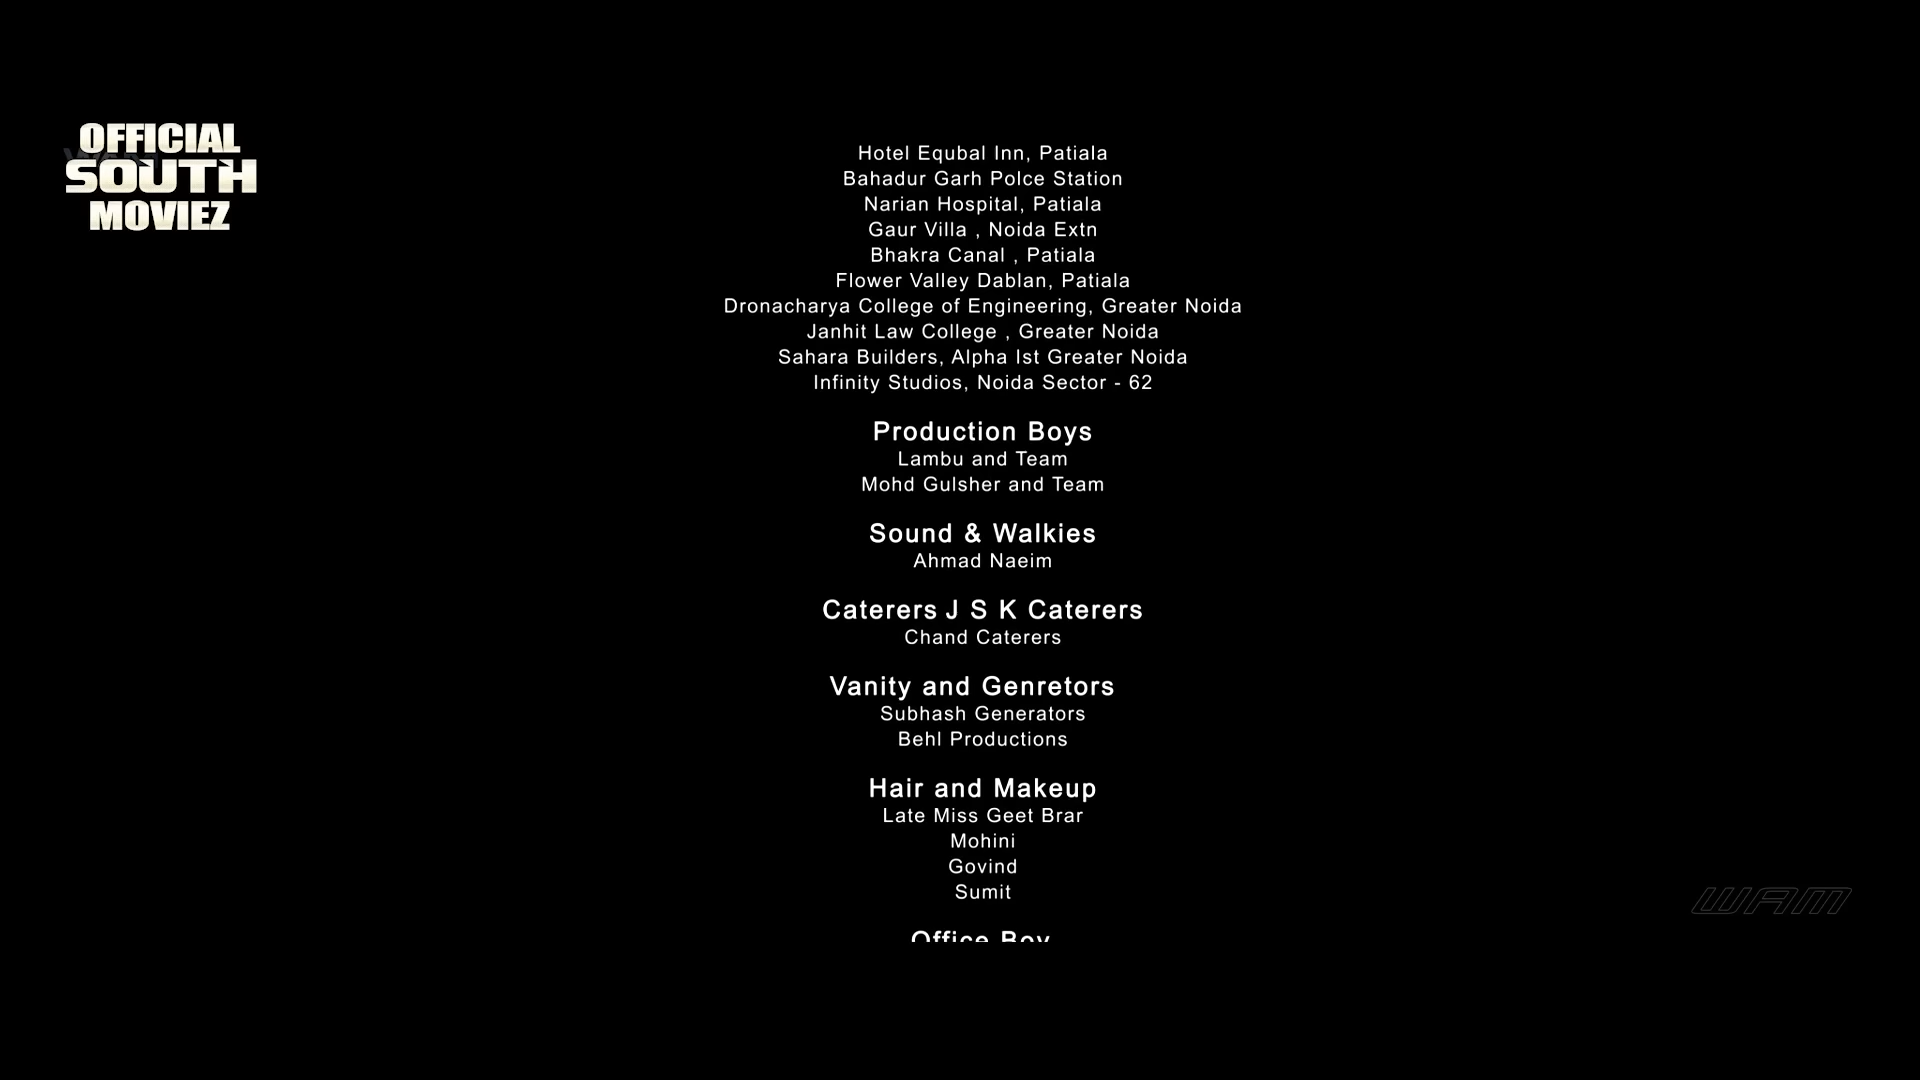 OFFICIAL
SOUTH
MOVIEZ
Hotel Equbal Inn, Patiala
Bahadur Garh Polce Station
Narian Hospital, Patiala
Gaur Villa , Noida Extn
Bhakra Canal , Patiala
Flower Valley Dablan, Patiala
Dronacharya College of Engineering, Greater Noida
Janhit Law College , Greater Noida
Sahara Builders, Alpha Ist Greater Noida
Infinity Studios, Noida Sector - 62
Production Boys
Lambu and Team
Mohd Gulsher and Team
Sound & Walkies
Ahmad Naeim
Caterers J S K Caterers
Chand Caterers
Vanity and Genretors
Subhash Generators
Behl Productions
Hair and Makeup
Late Miss Geet Brar
Mohini
Govind
Sumit
Office Boy
WAM